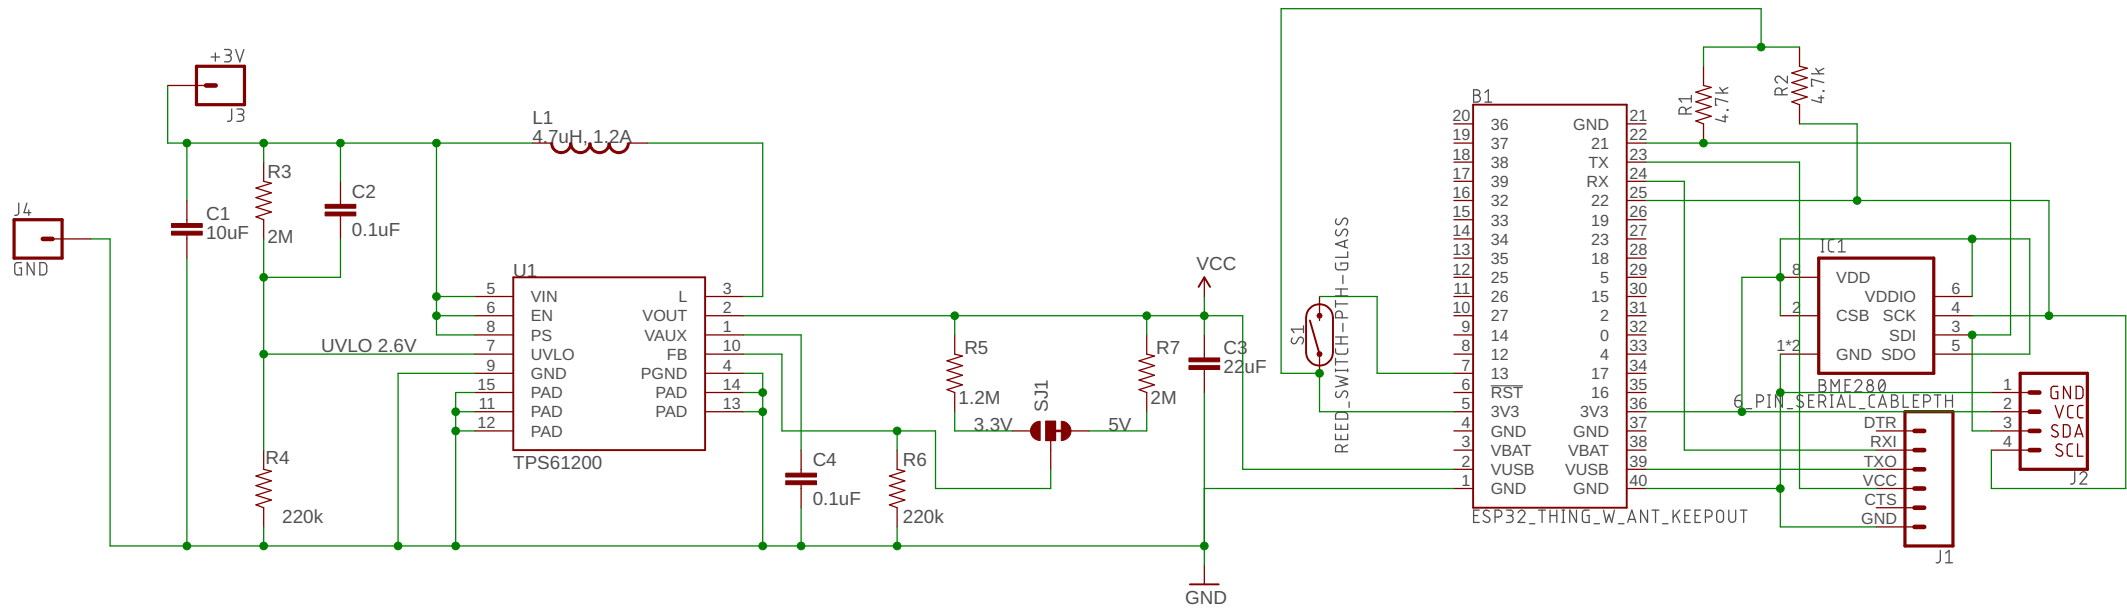 +3V
J3
J4
GND
C1
10uF
R3
2M
C2
0.1uF
R4
220k
L1
4.7uH, 1.2A
UVLO 2.6V
U1
5 VIN L 3
6 EN VOUT 2
8 PS VAUX 1
7 UVLO FB 10
9 GND PGND 4
15 PAD PAD 14
11 PAD PAD 13
12 PAD
TPS61200
C4
0.1uF
R5
1.2M
3.3V
SJ1
5V
R6
220k
R7
2M
VCC
C3
22uF
GND
S1
REED_SWITCH-PTH-GLASS
B1
20 36 GND 21
19 37 21 22
18 38 TX 23
17 39 RX 24
16 32 22 25
15 33 19 26
14 34 23 27
13 35 18 28
12 25 5 29
11 26 15 30
10 27 2 31
9 14 0 32
8 12 4 33
7 13 17 34
6 RST 16 35
5 3V3 3V3 36
4 GND GND 37
3 VBAT VBAT 38
2 VUSB VUSB 39
1 GND GND 40
ESP32_THING_W_ANT_KEEPOUT
R1
4.7k
R2
4.7k
IC1
8 VDD
VDDIO 6
2 CSB SCK 4
SDI 3
1*2 GND SDO 5
BME280
6_PIN_SERIAL_CABLEPTH
DTR
RXI
TXO
VCC
CTS
GND
J1
1 GND
2 VCC
3 SDA
4 SCL
J2